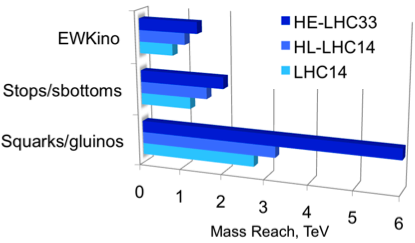 HE-LHC33
HL-LHC14
LHC14
EWKino
Stops/sbottoms
Squarks/gluinos
0 1 2 3 4 5 6
Mass Reach, TeV